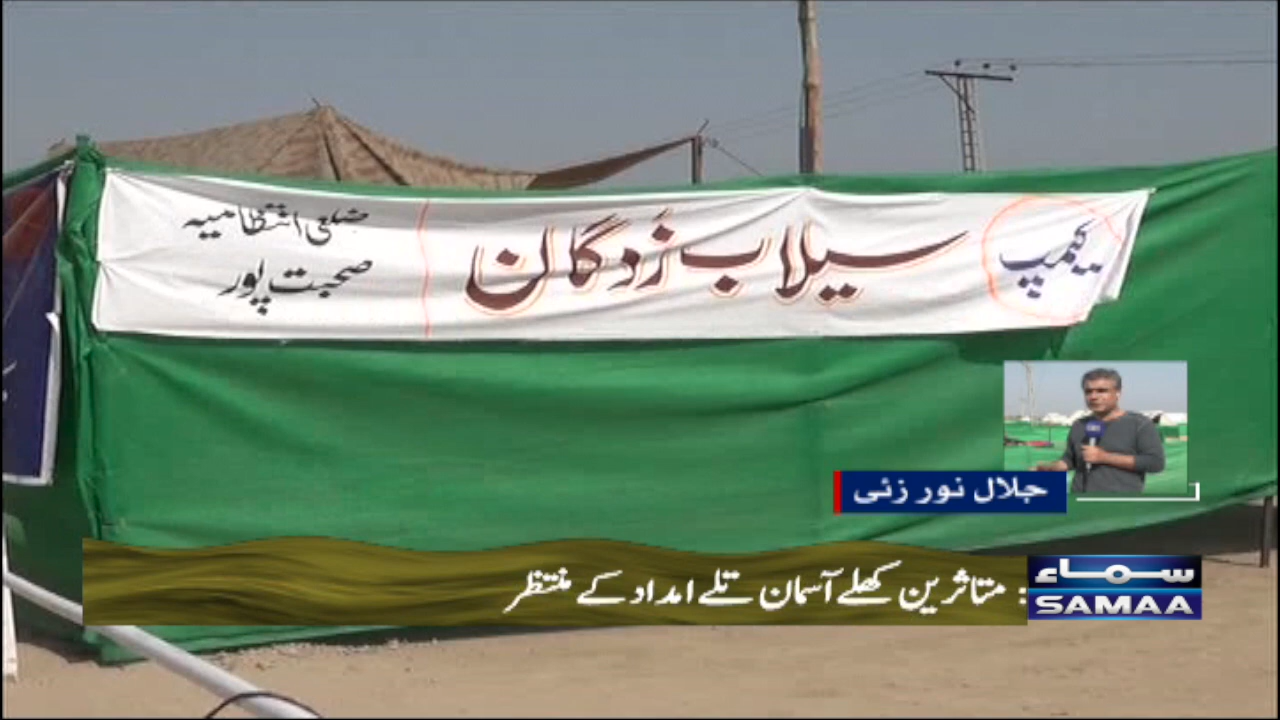 کیمپ سیلاب زدگان
ضلعی انتظامیہ
صحبت پور
جلال نور زئی
: متاثرین کھلے آسمان تلے امداد کے منتظر
سماء
SAMAA